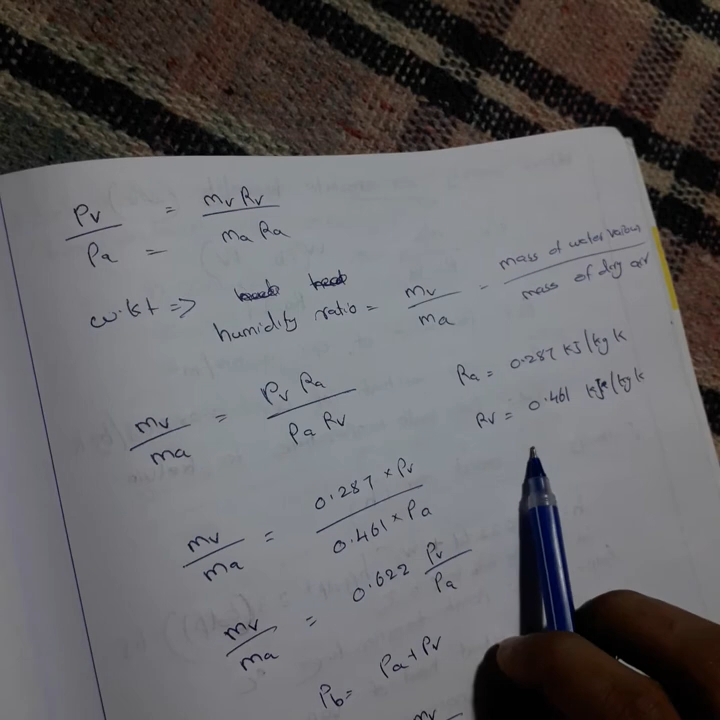 Pv/Pa = mv Rv/ma Ra
=
w.kt => humidity ratio = mv/ma - mass of water vapour/mass of dry air
mv/ma = Pv Ra/Pa Rv
Ra = 0.287 KJ/kg k
Rv = 0.461 KJ/kg k
mv/ma = 0.287 × Pv/0.461 × Pa
mv/ma = 0.622 Pv/Pa
Pb = Pa + Pv
mv